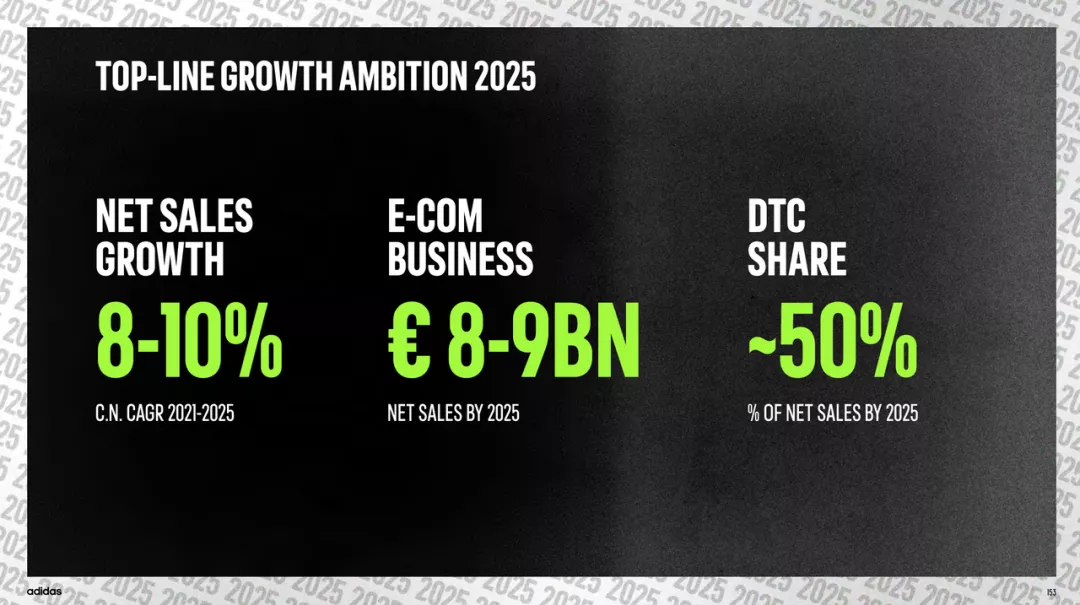 TOP-LINE GROWTH AMBITION 2025
NET SALES
GROWTH
8-10%
C.N. CAGR 2021-2025
E-COM
BUSINESS
€ 8-9BN
NET SALES BY 2025
DTC
SHARE
~50%
% OF NET SALES BY 2025
adidas
153